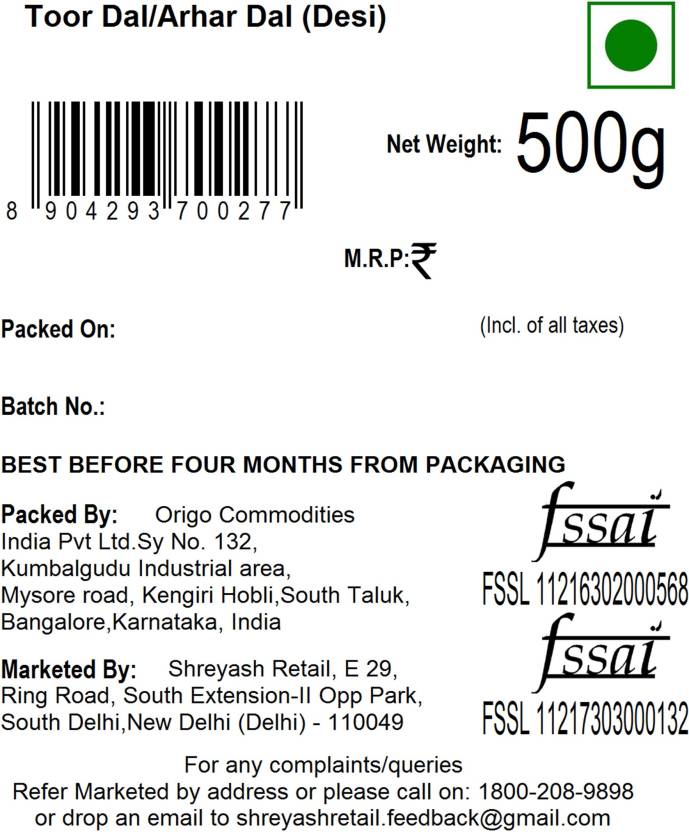 Toor Dal/Arhar Dal (Desi)
Net Weight: 500g
8 904293 700277
M.R.P:₹
(Incl. of all taxes)
Packed On:
Batch No.:
BEST BEFORE FOUR MONTHS FROM PACKAGING
Packed By: Origo Commodities
India Pvt Ltd.Sy No. 132,
Kumbalgudu Industrial area,
Mysore road, Kengiri Hobli,South Taluk,
Bangalore,Karnataka, India
fssai
FSSL 11216302000568
Marketed By: Shreyash Retail, E 29,
Ring Road, South Extension-II Opp Park,
South Delhi,New Delhi (Delhi) - 110049
fssai
FSSL 11217303000132
For any complaints/queries
Refer Marketed by address or please call on: 1800-208-9898
or drop an email to shreyashretail.feedback@gmail.com